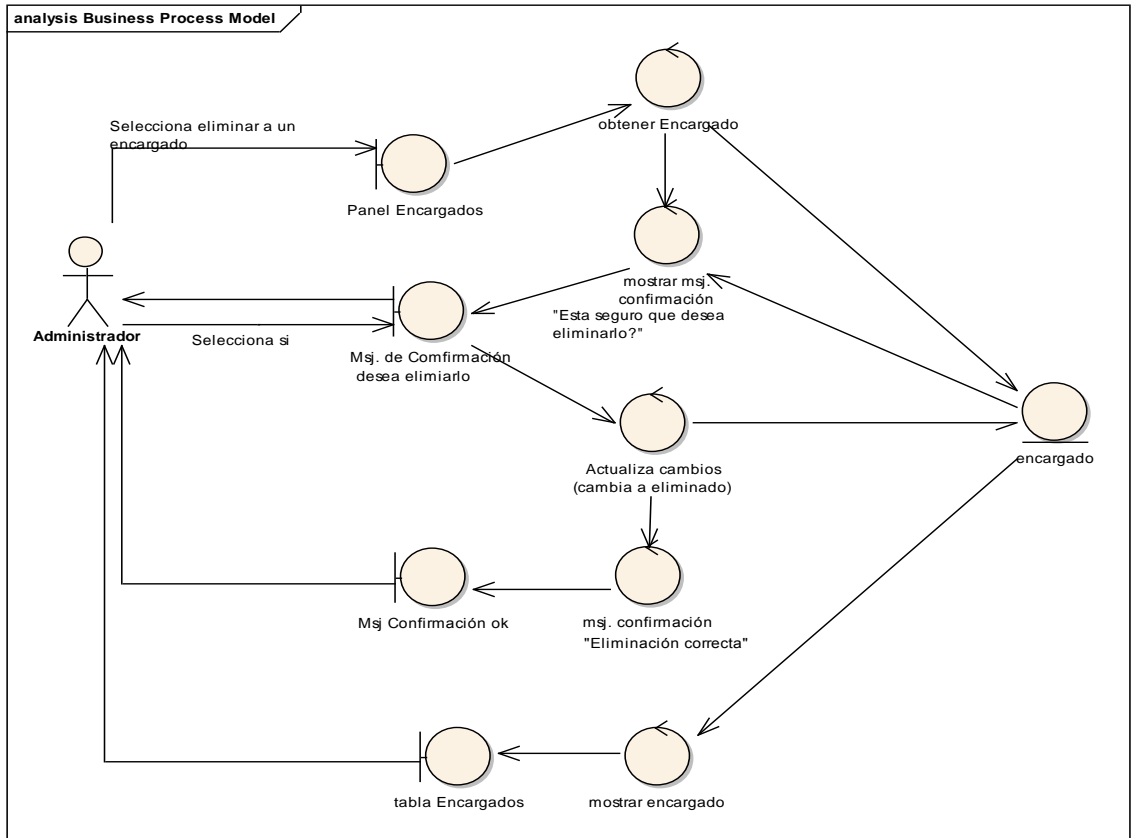 analysis Business Process Model
obtener Encargado
Selecciona eliminar a un
encargado
Panel Encargados
mostrar msj.
confirmación
"Esta seguro que desea
eliminarlo?"
Administrador
Selecciona si
Msj. de Comfirmación
desea elimiarlo
encargado
Actualiza cambios
(cambia a eliminado)
Msj Confirmación ok
msj. confirmación
"Eliminación correcta"
tabla Encargados
mostrar encargado